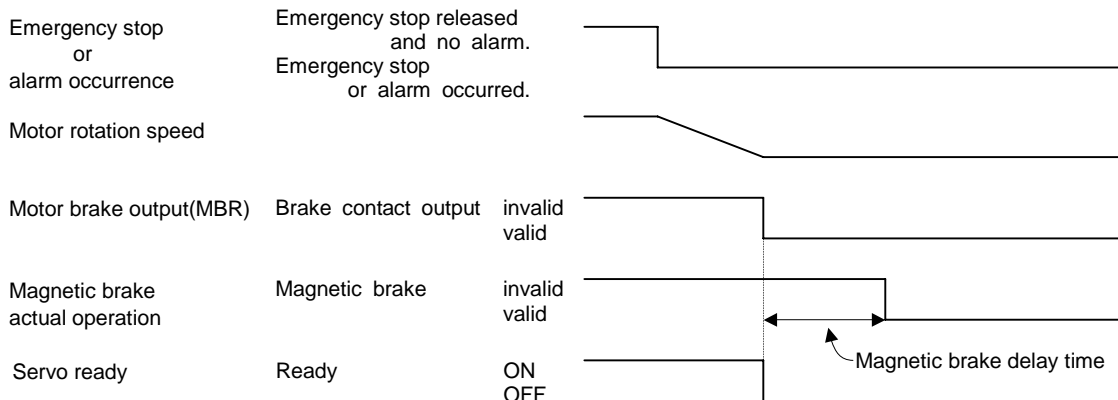 Emergency stop
or
alarm occurrence
Emergency stop released
and no alarm.
Emergency stop
or alarm occurred.
Motor rotation speed
Motor brake output(MBR) Brake contact output invalid
valid
Magnetic brake
actual operation
Magnetic brake invalid
valid
Magnetic brake delay time
Servo ready Ready ON
OFF